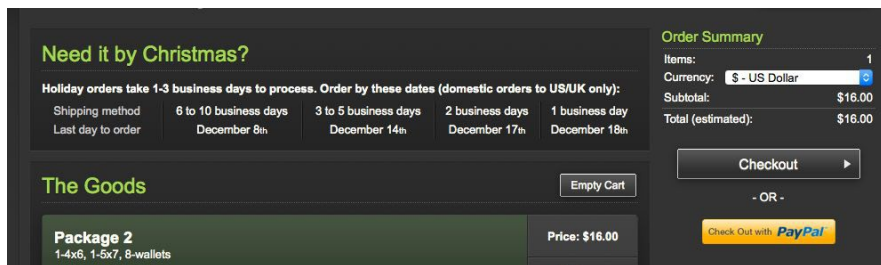 Need it by Christmas?
Holiday orders take 1-3 business days to process. Order by these dates (domestic orders to US/UK only):
Shipping method 6 to 10 business days 3 to 5 business days 2 business days 1 business day
Last day to order December 8th December 14th December 17th December 18th
The Goods
Empty Cart
Package 2
1-4x6, 1-5x7, 8-wallets
Price: $16.00
Order Summary
Items: 1
Currency: $ - US Dollar
Subtotal: $16.00
Total (estimated): $16.00
Checkout
- OR -
Check Out with PayPal